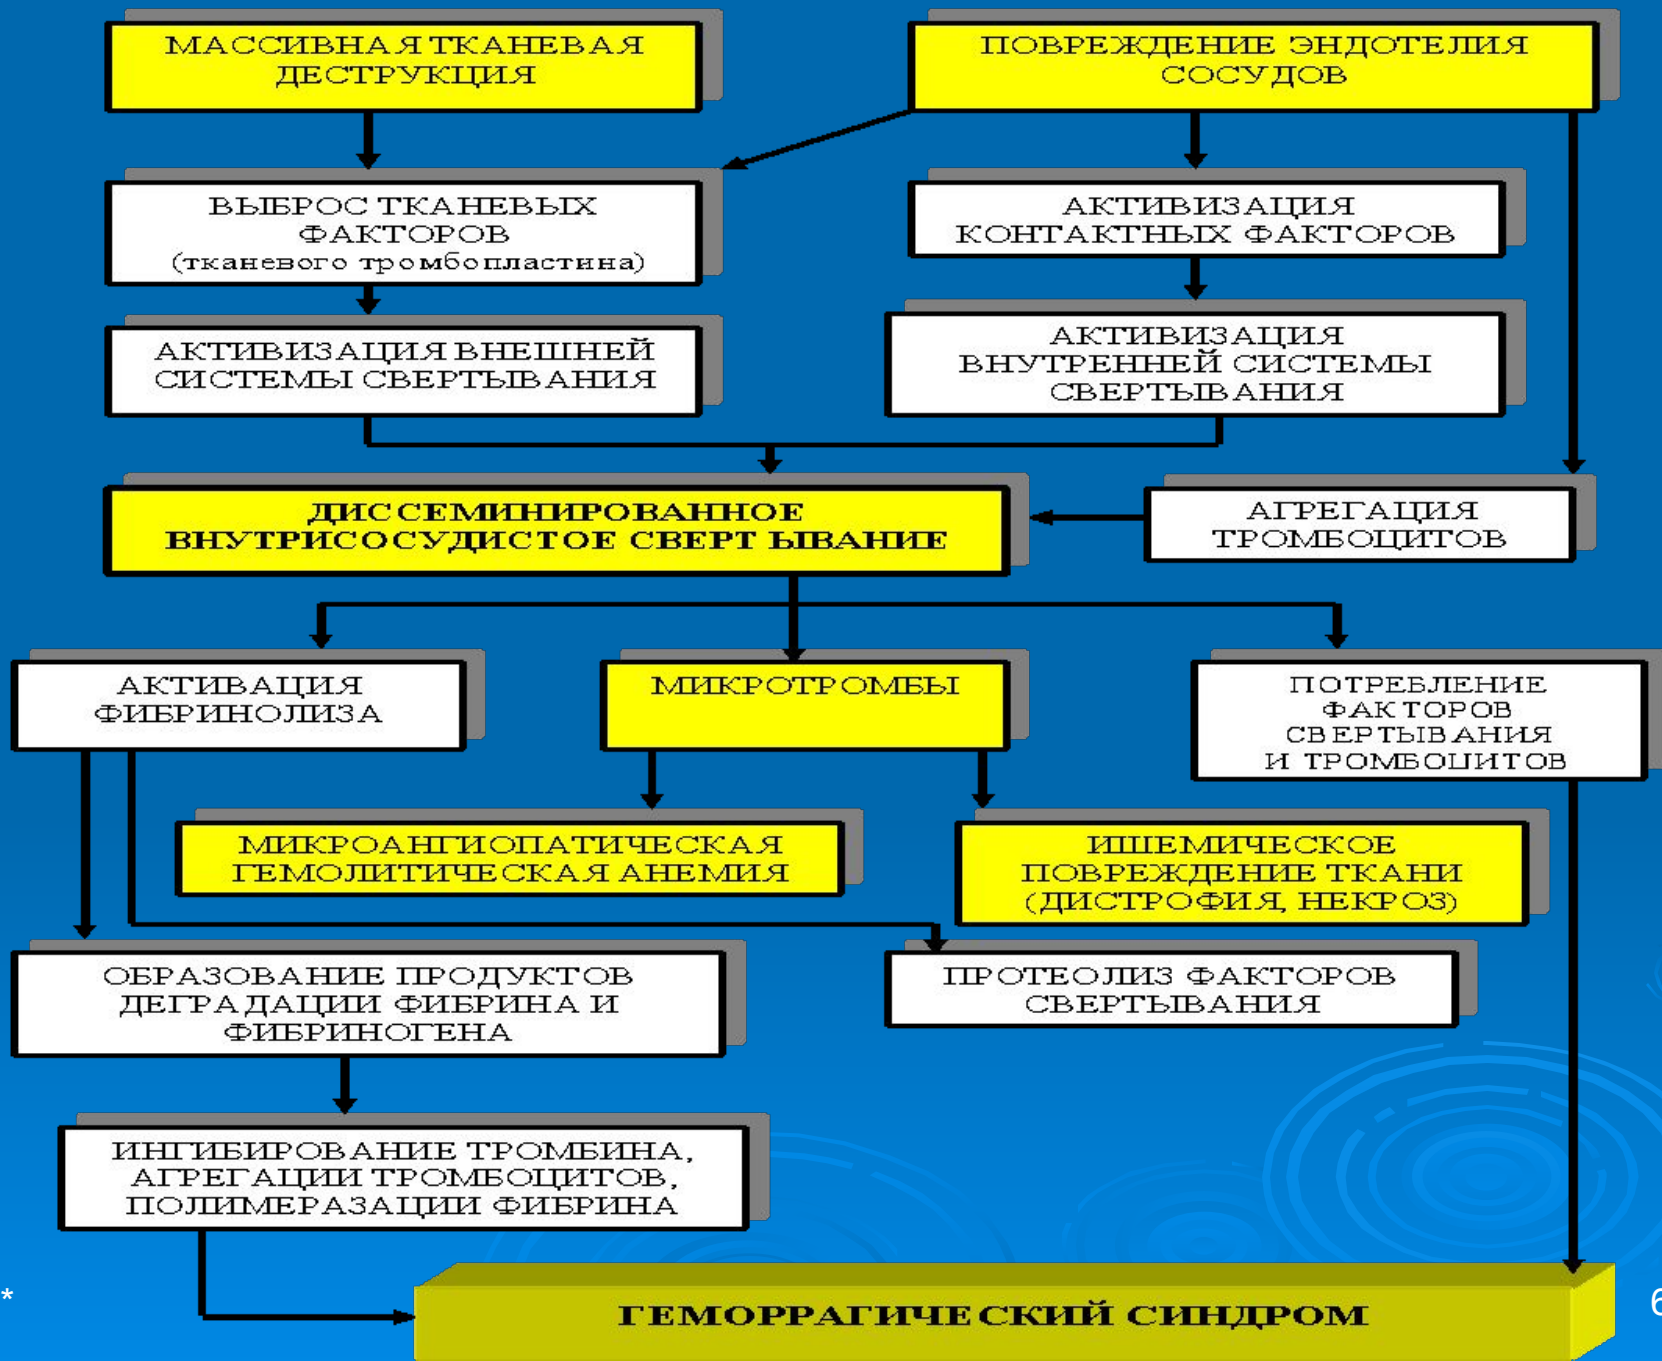 МАССИВНАЯ ТКАНЕВАЯ
ДЕСТРУКЦИЯ
ПОВРЕЖДЕНИЕ ЭНДОТЕЛИЯ
СОСУДОВ
ВЫБРОС ТКАНЕВЫХ
ФАКТОРОВ
(тканевого тромбопластина)
АКТИВИЗАЦИЯ
КОНТАКТНЫХ ФАКТОРОВ
АКТИВИЗАЦИЯ ВНЕШНЕЙ
СИСТЕМЫ СВЕРТЫВАНИЯ
АКТИВИЗАЦИЯ
ВНУТРЕННЕЙ СИСТЕМЫ
СВЕРТЫВАНИЯ
ДИССЕМИНИРОВАННОЕ
ВНУТРИСОСУДИСТОЕ СВЕРТЫВАНИЕ
АГРЕГАЦИЯ
ТРОМБОЦИТОВ
АКТИВАЦИЯ
ФИБРИНОЛИЗА
МИКРОТРОМБЫ
ПОТРЕБЛЕНИЕ
ФАКТОРОВ
СВЕРТЫВАНИЯ
И ТРОМБОЦИТОВ
МИКРОАНГИОПАТИЧЕСКАЯ
ГЕМОЛИТИЧЕСКАЯ АНЕМИЯ
ИШЕМИЧЕСКОЕ
ПОВРЕЖДЕНИЕ ТКАНИ
(ДИСТРОФИЯ, НЕКРОЗ)
ОБРАЗОВАНИЕ ПРОДУКТОВ
ДЕГРАДАЦИИ ФИБРИНА И
ФИБРИНОГЕНА
ПРОТЕОЛИЗ ФАКТОРОВ
СВЕРТЫВАНИЯ
ИНГИБИРОВАНИЕ ТРОМБИНА,
АГРЕГАЦИИ ТРОМБОЦИТОВ,
ПОЛИМЕРАЗАЦИИ ФИБРИНА
ГЕМОРРАГИЧЕСКИЙ СИНДРОМ
*
6